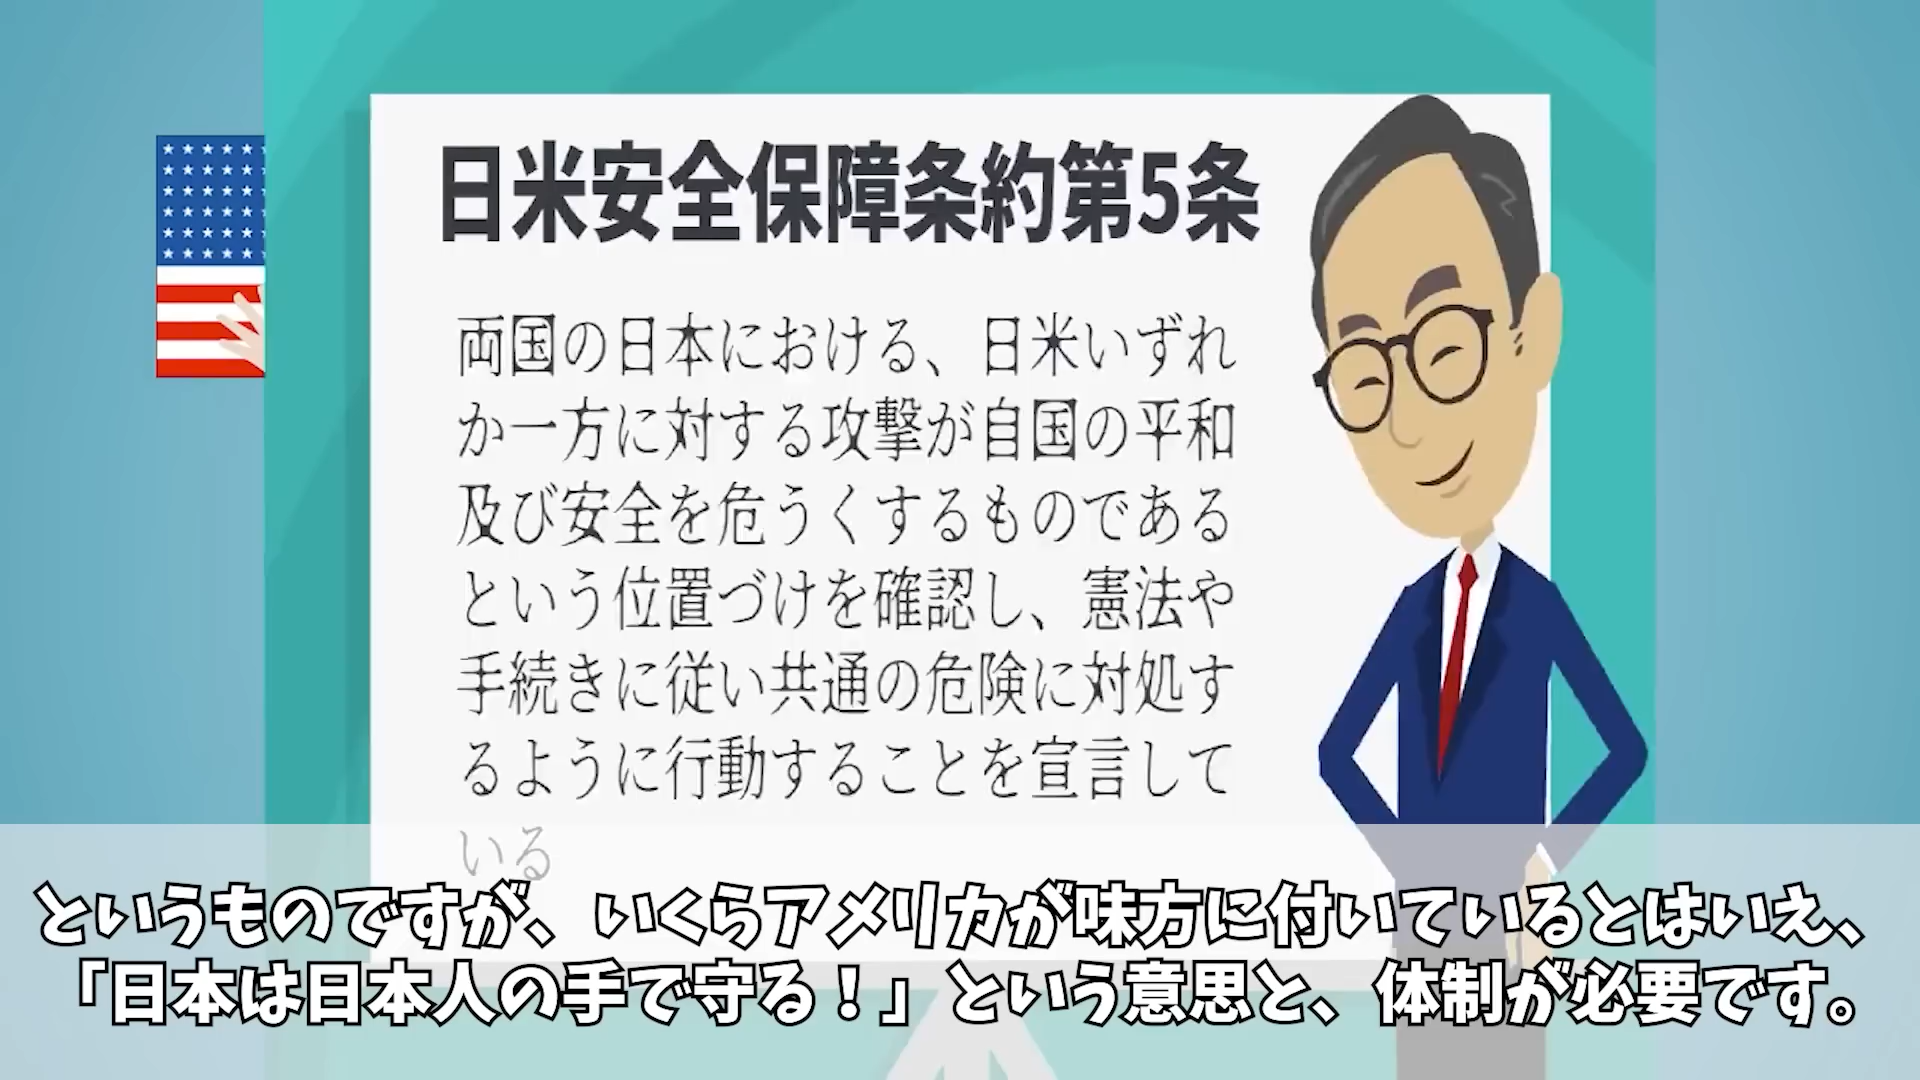 日米安全保障条約第5条
両国の日本における、日米いずれ
か一方に対する攻撃が自国の平和
及び安全を危うくするものである
という位置づけを確認し、憲法や
手続きに従い共通の危険に対処す
るように行動することを宣言して
いる
というものですが、いくらアメリカが味方に付いているとはいえ、
「日本は日本人の手で守る！」という意思と、体制が必要です。